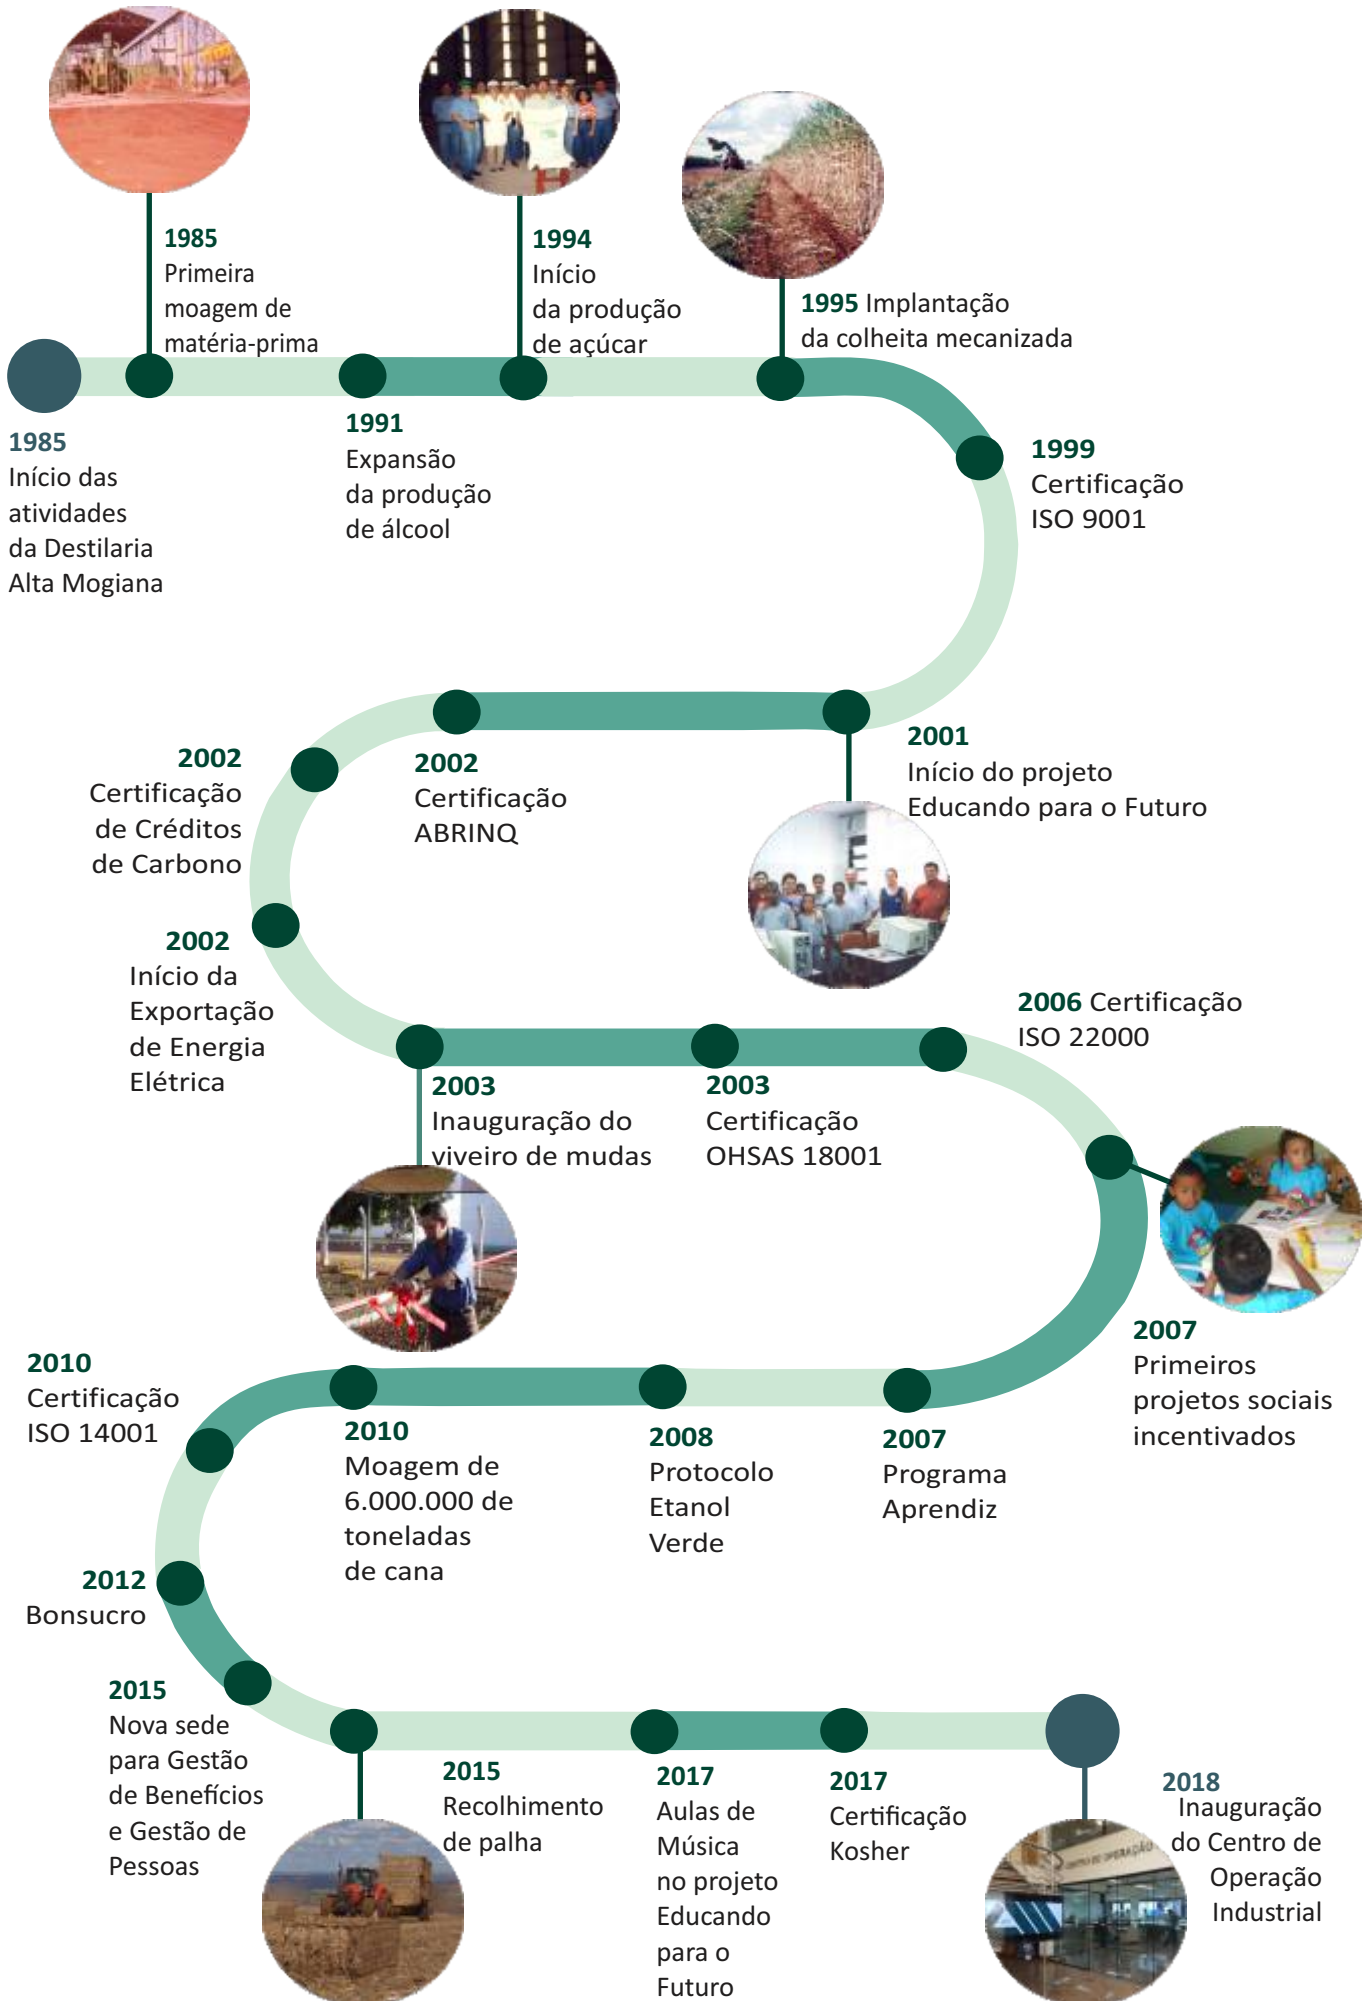 1985
Primeira
moagem de
matéria-prima
1994
Início
da produção
de açúcar
1995 Implantação
da colheita mecanizada
1985
Início das
atividades
da Destilaria
Alta Mogiana
1991
Expansão
da produção
de álcool
1999
Certificação
ISO 9001
2001
Início do projeto
Educando para o Futuro
2002
Certificação
ABRINQ
2002
Certificação
de Créditos
de Carbono
2002
Início da
Exportação
de Energia
Elétrica
2003
Inauguração do
viveiro de mudas
2003
Certificação
OHSAS 18001
2006 Certificação
ISO 22000
2007
Primeiros
projetos sociais
incentivados
2007
Programa
Aprendiz
2008
Protocolo
Etanol
Verde
2010
Moagem de
6.000.000 de
toneladas
de cana
2010
Certificação
ISO 14001
2012
Bonsucro
2015
Nova sede
para Gestão
de Benefícios
e Gestão de
Pessoas
2015
Recolhimento
de palha
2017
Aulas de
Música
no projeto
Educando
para o
Futuro
2017
Certificação
Kosher
2018
Inauguração
do Centro de
Operação
Industrial
CENTRO DE OPERAÇÃO